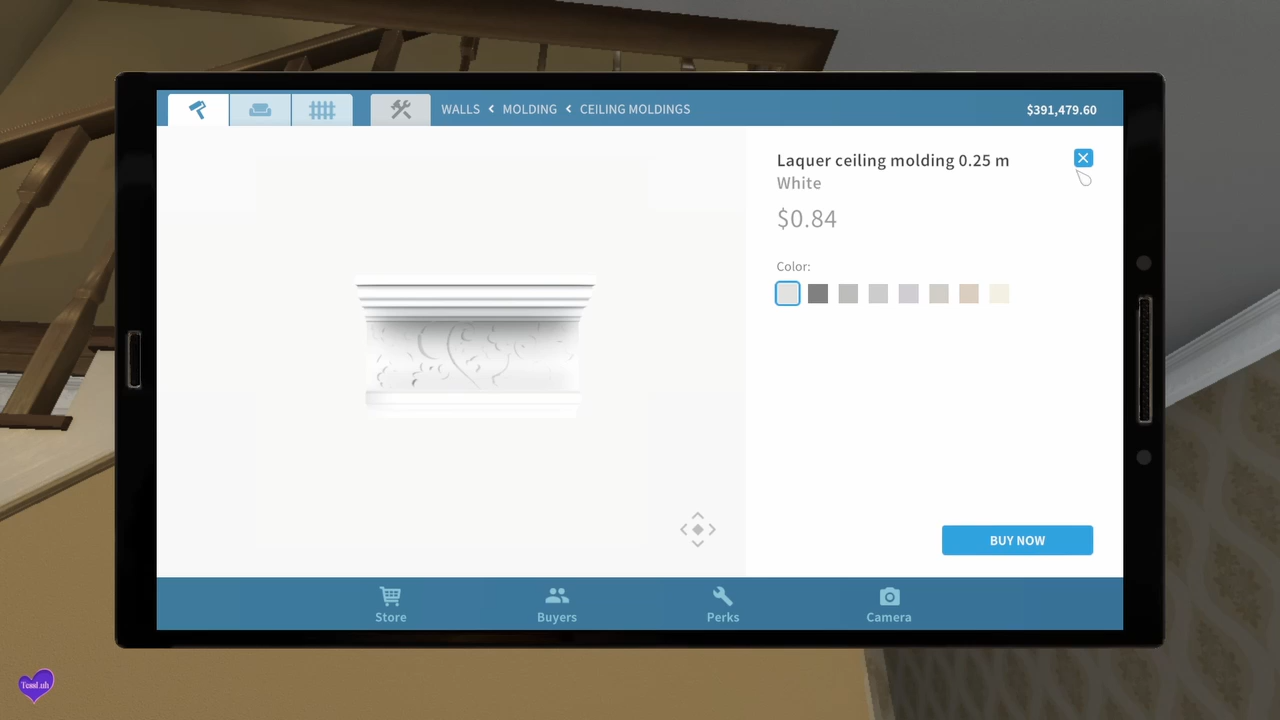 WALLS < MOLDING < CEILING MOLDINGS
$391,479.60
Laquer ceiling molding 0.25 m
White
$0.84
Color:
BUY NOW
Store
Buyers
Perks
Camera